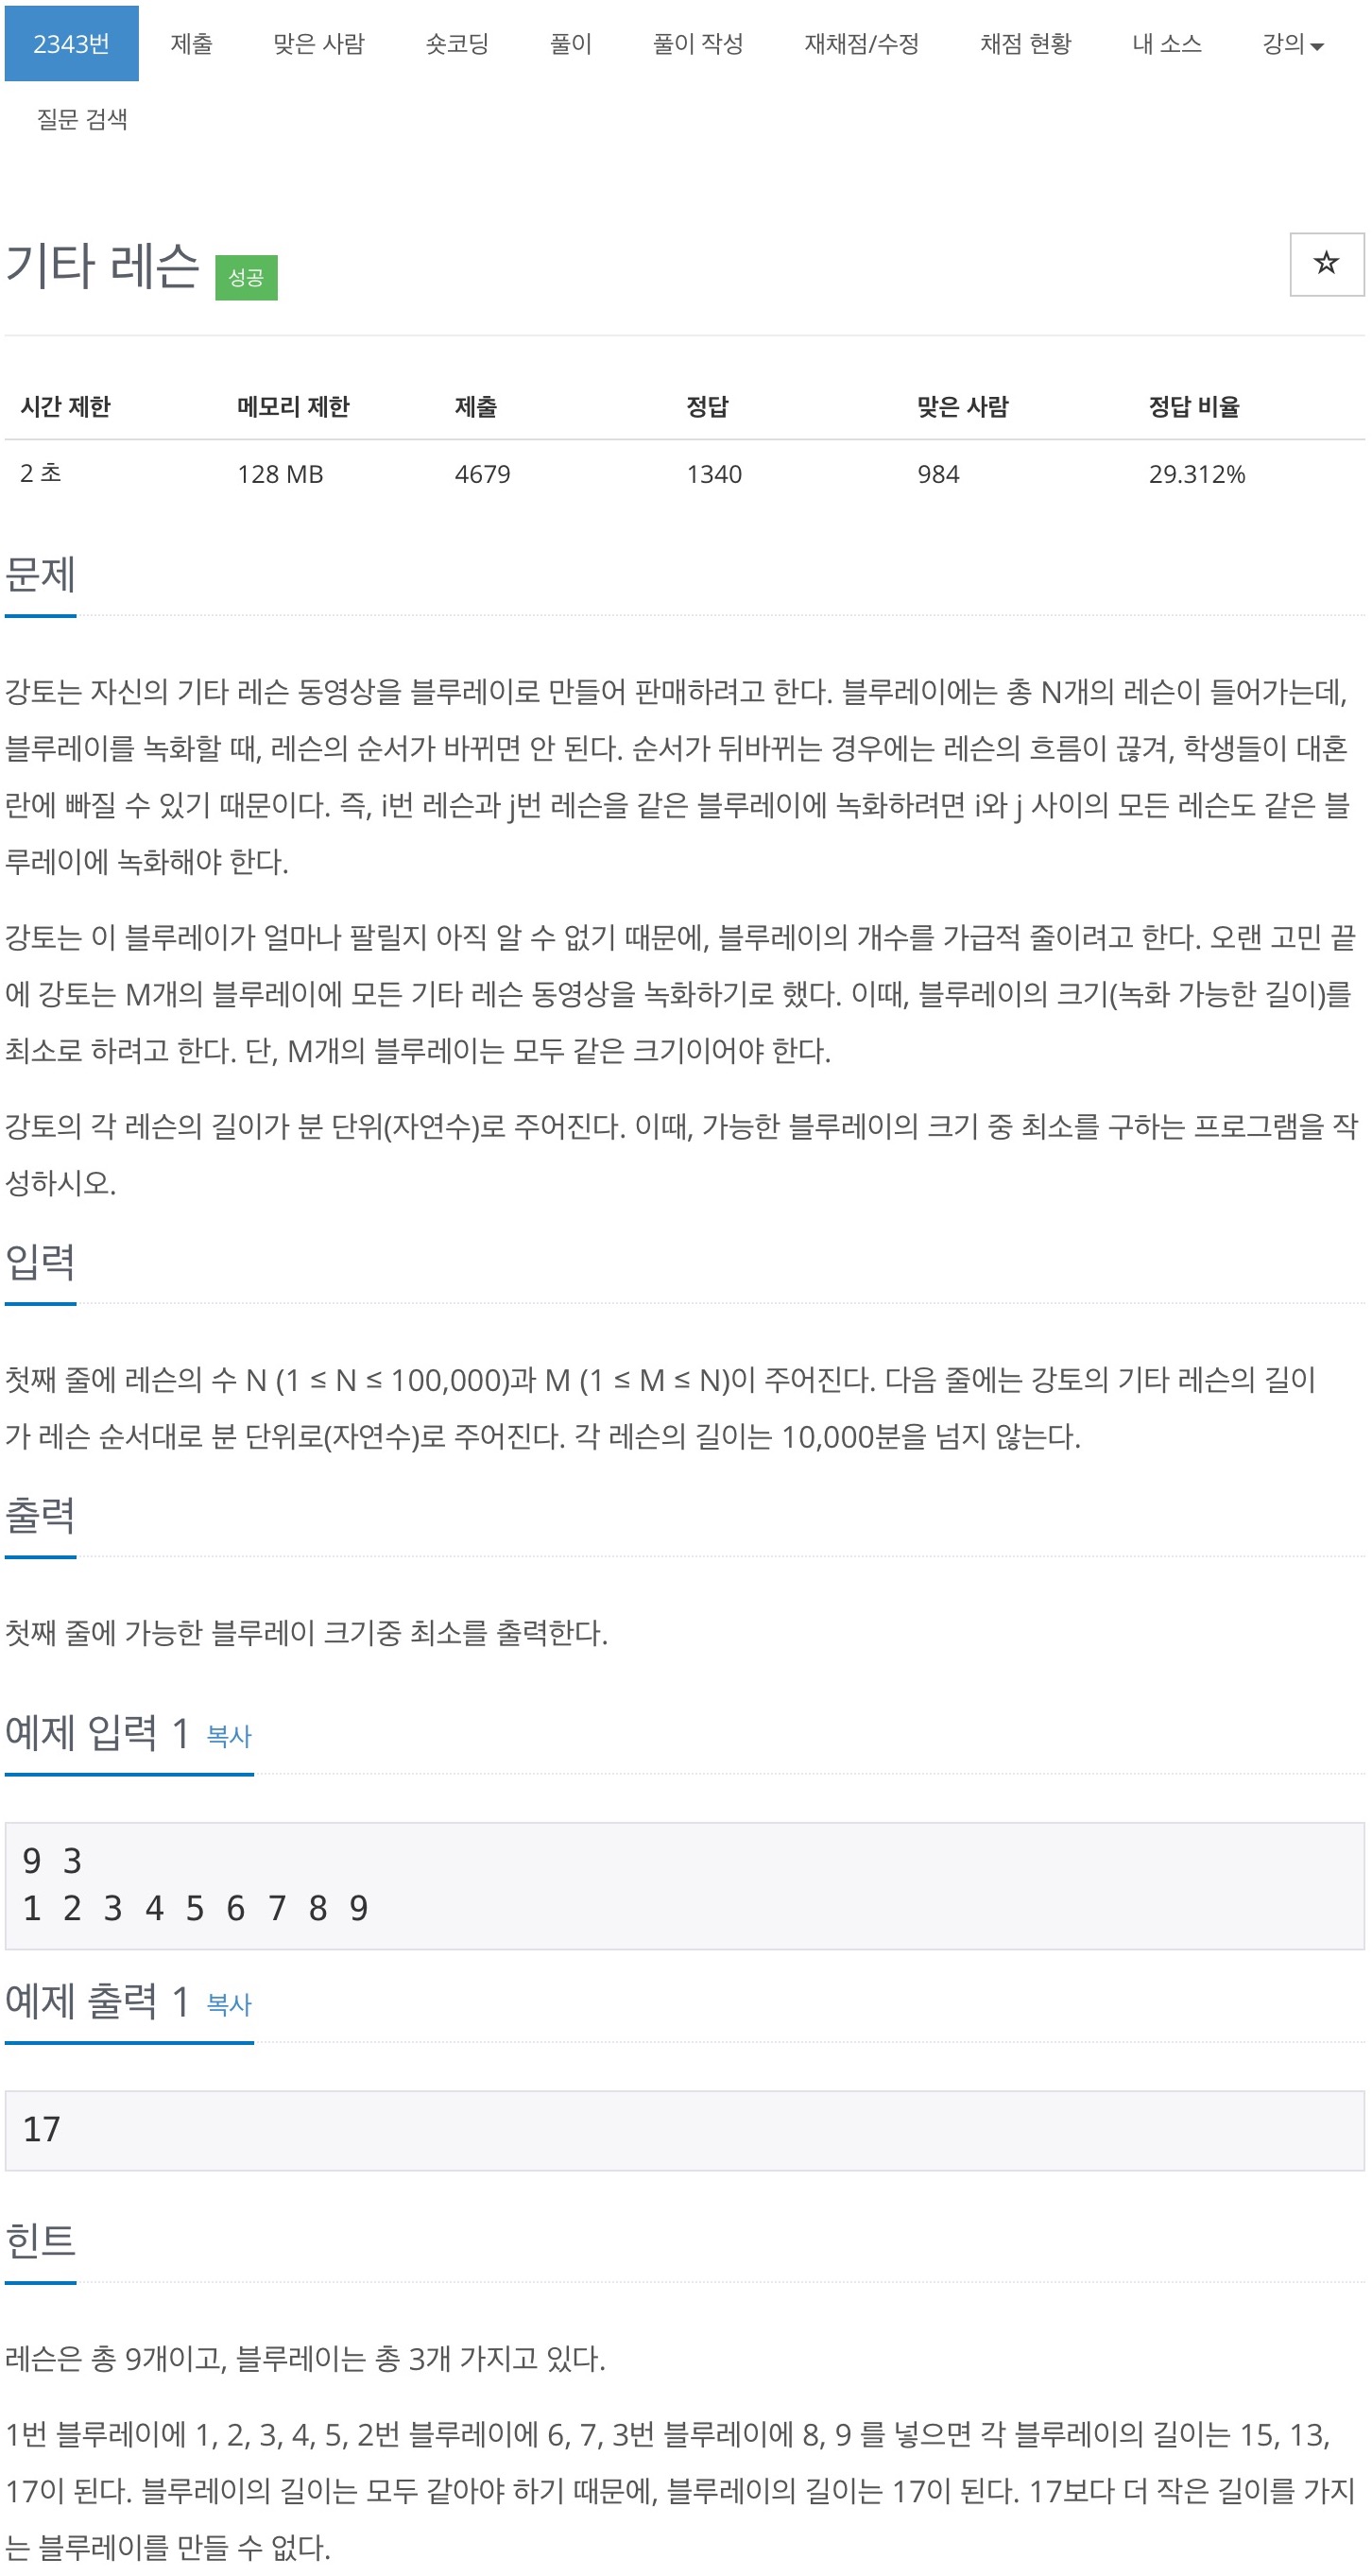 2343번 제출 맞은 사람 숏코딩 풀이 풀이 작성 재채점/수정 채점 현황 내 소스 강의
질문 검색
기타 레슨 성공
시간 제한 메모리 제한 제출 정답 맞은 사람 정답 비율
2 초 128 MB 4679 1340 984 29.312%
문제
강토는 자신의 기타 레슨 동영상을 블루레이로 만들어 판매하려고 한다. 블루레이에는 총 N개의 레슨이 들어가는데,
블루레이를 녹화할 때, 레슨의 순서가 바뀌면 안 된다. 순서가 뒤바뀌는 경우에는 레슨의 흐름이 끊겨, 학생들이 대혼
란에 빠질 수 있기 때문이다. 즉, i번 레슨과 j번 레슨을 같은 블루레이에 녹화하려면 i와 j 사이의 모든 레슨도 같은 블
루레이에 녹화해야 한다.
강토는 이 블루레이가 얼마나 팔릴지 아직 알 수 없기 때문에, 블루레이의 개수를 가급적 줄이려고 한다. 오랜 고민 끝
에 강토는 M개의 블루레이에 모든 기타 레슨 동영상을 녹화하기로 했다. 이때, 블루레이의 크기(녹화 가능한 길이)를
최소로 하려고 한다. 단, M개의 블루레이는 모두 같은 크기이어야 한다.
강토의 각 레슨의 길이가 분 단위(자연수)로 주어진다. 이때, 가능한 블루레이의 크기 중 최소를 구하는 프로그램을 작
성하시오.
입력
첫째 줄에 레슨의 수 N (1 ≤ N ≤ 100,000)과 M (1 ≤ M ≤ N)이 주어진다. 다음 줄에는 강토의 기타 레슨의 길이
가 레슨 순서대로 분 단위로(자연수)로 주어진다. 각 레슨의 길이는 10,000분을 넘지 않는다.
출력
첫째 줄에 가능한 블루레이 크기중 최소를 출력한다.
예제 입력 1 복사
9 3
1 2 3 4 5 6 7 8 9
예제 출력 1 복사
17
힌트
레슨은 총 9개이고, 블루레이는 총 3개 가지고 있다.
1번 블루레이에 1, 2, 3, 4, 5, 2번 블루레이에 6, 7, 3번 블루레이에 8, 9 를 넣으면 각 블루레이의 길이는 15, 13,
17이 된다. 블루레이의 길이는 모두 같아야 하기 때문에, 블루레이의 길이는 17이 된다. 17보다 더 작은 길이를 가지
는 블루레이를 만들 수 없다.